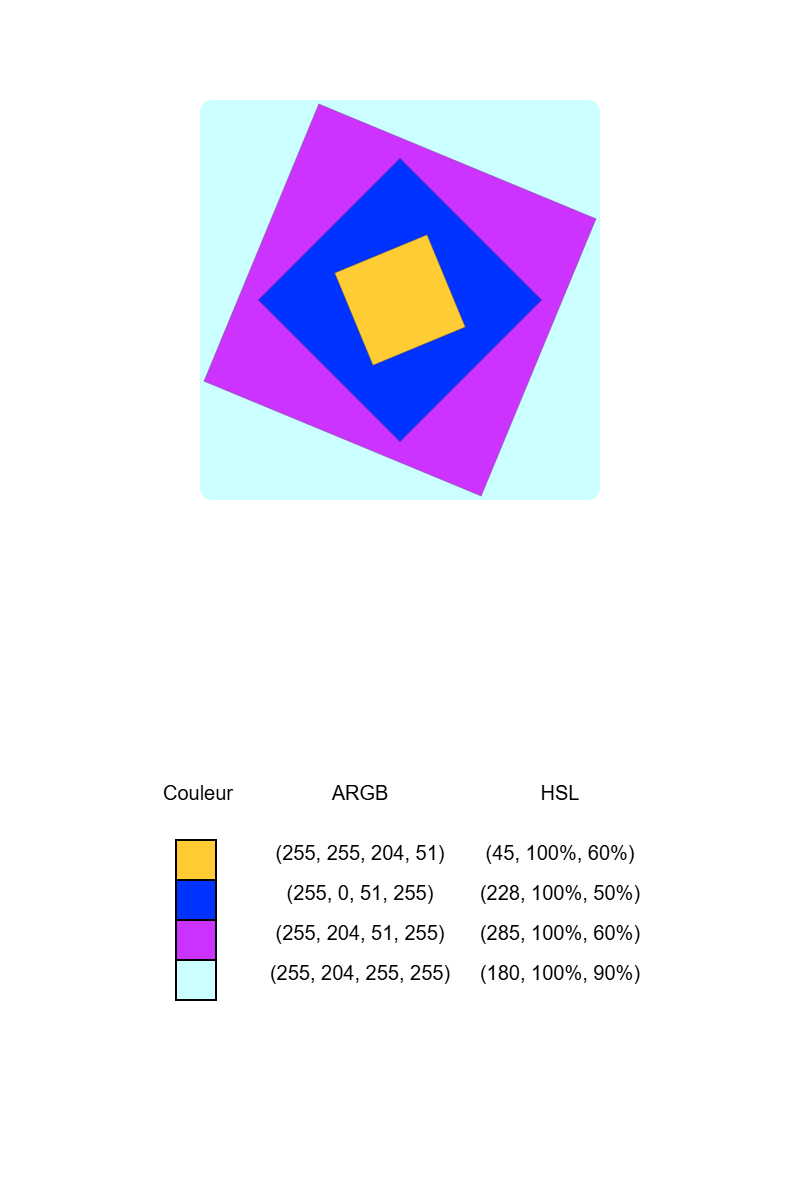 Couleur ARGB HSL
(255, 255, 204, 51) (45, 100%, 60%)
(255, 0, 51, 255) (228, 100%, 50%)
(255, 204, 51, 255) (285, 100%, 60%)
(255, 204, 255, 255) (180, 100%, 90%)